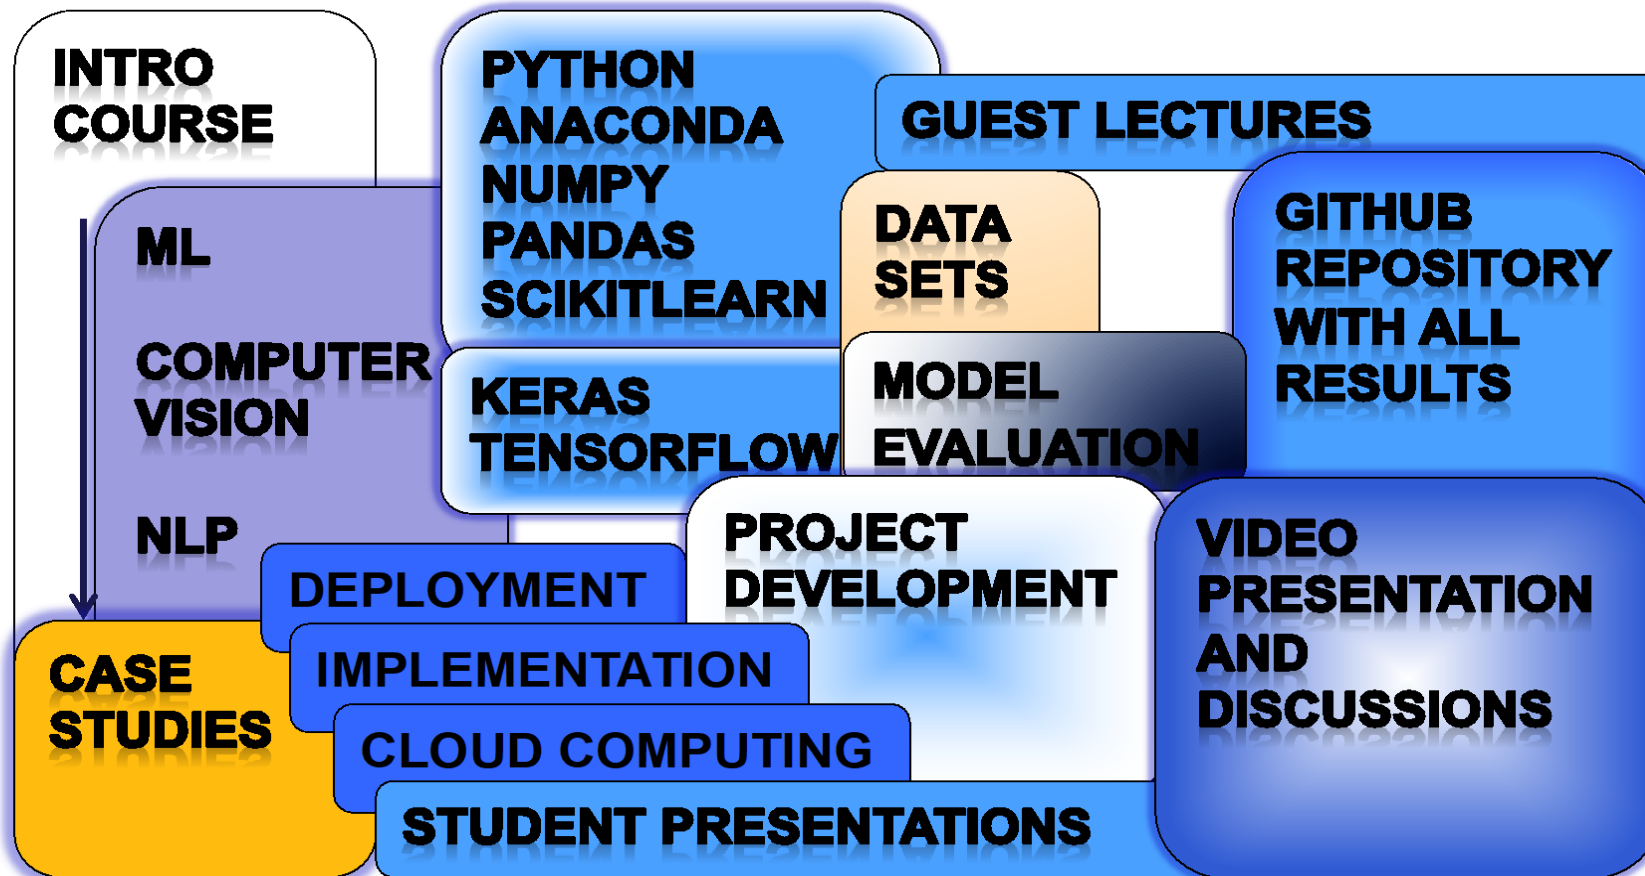 INTRO
COURSE
ML
COMPUTER
VISION
NLP
CASE
STUDIES
PYTHON
ANACONDA
NUMPY
PANDAS
SCIKITLEARN
KERAS
TENSORFLOW
GUEST LECTURES
DATA
SETS
MODEL
EVALUATION
GITHUB
REPOSITORY
WITH ALL
RESULTS
DEPLOYMENT
IMPLEMENTATION
CLOUD COMPUTING
STUDENT PRESENTATIONS
PROJECT
DEVELOPMENT
VIDEO
PRESENTATION
AND
DISCUSSIONS